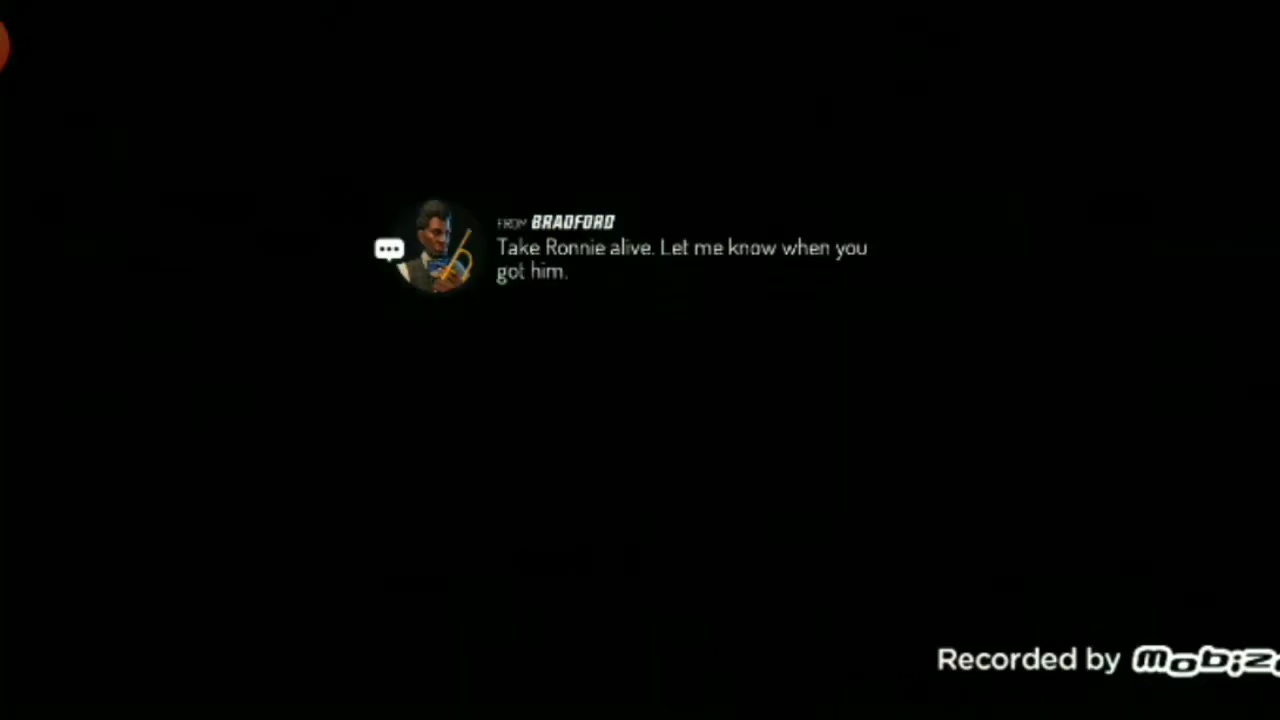 FROM BRADFORD
Take Ronnie alive. Let me know when you
got him.
Recorded by